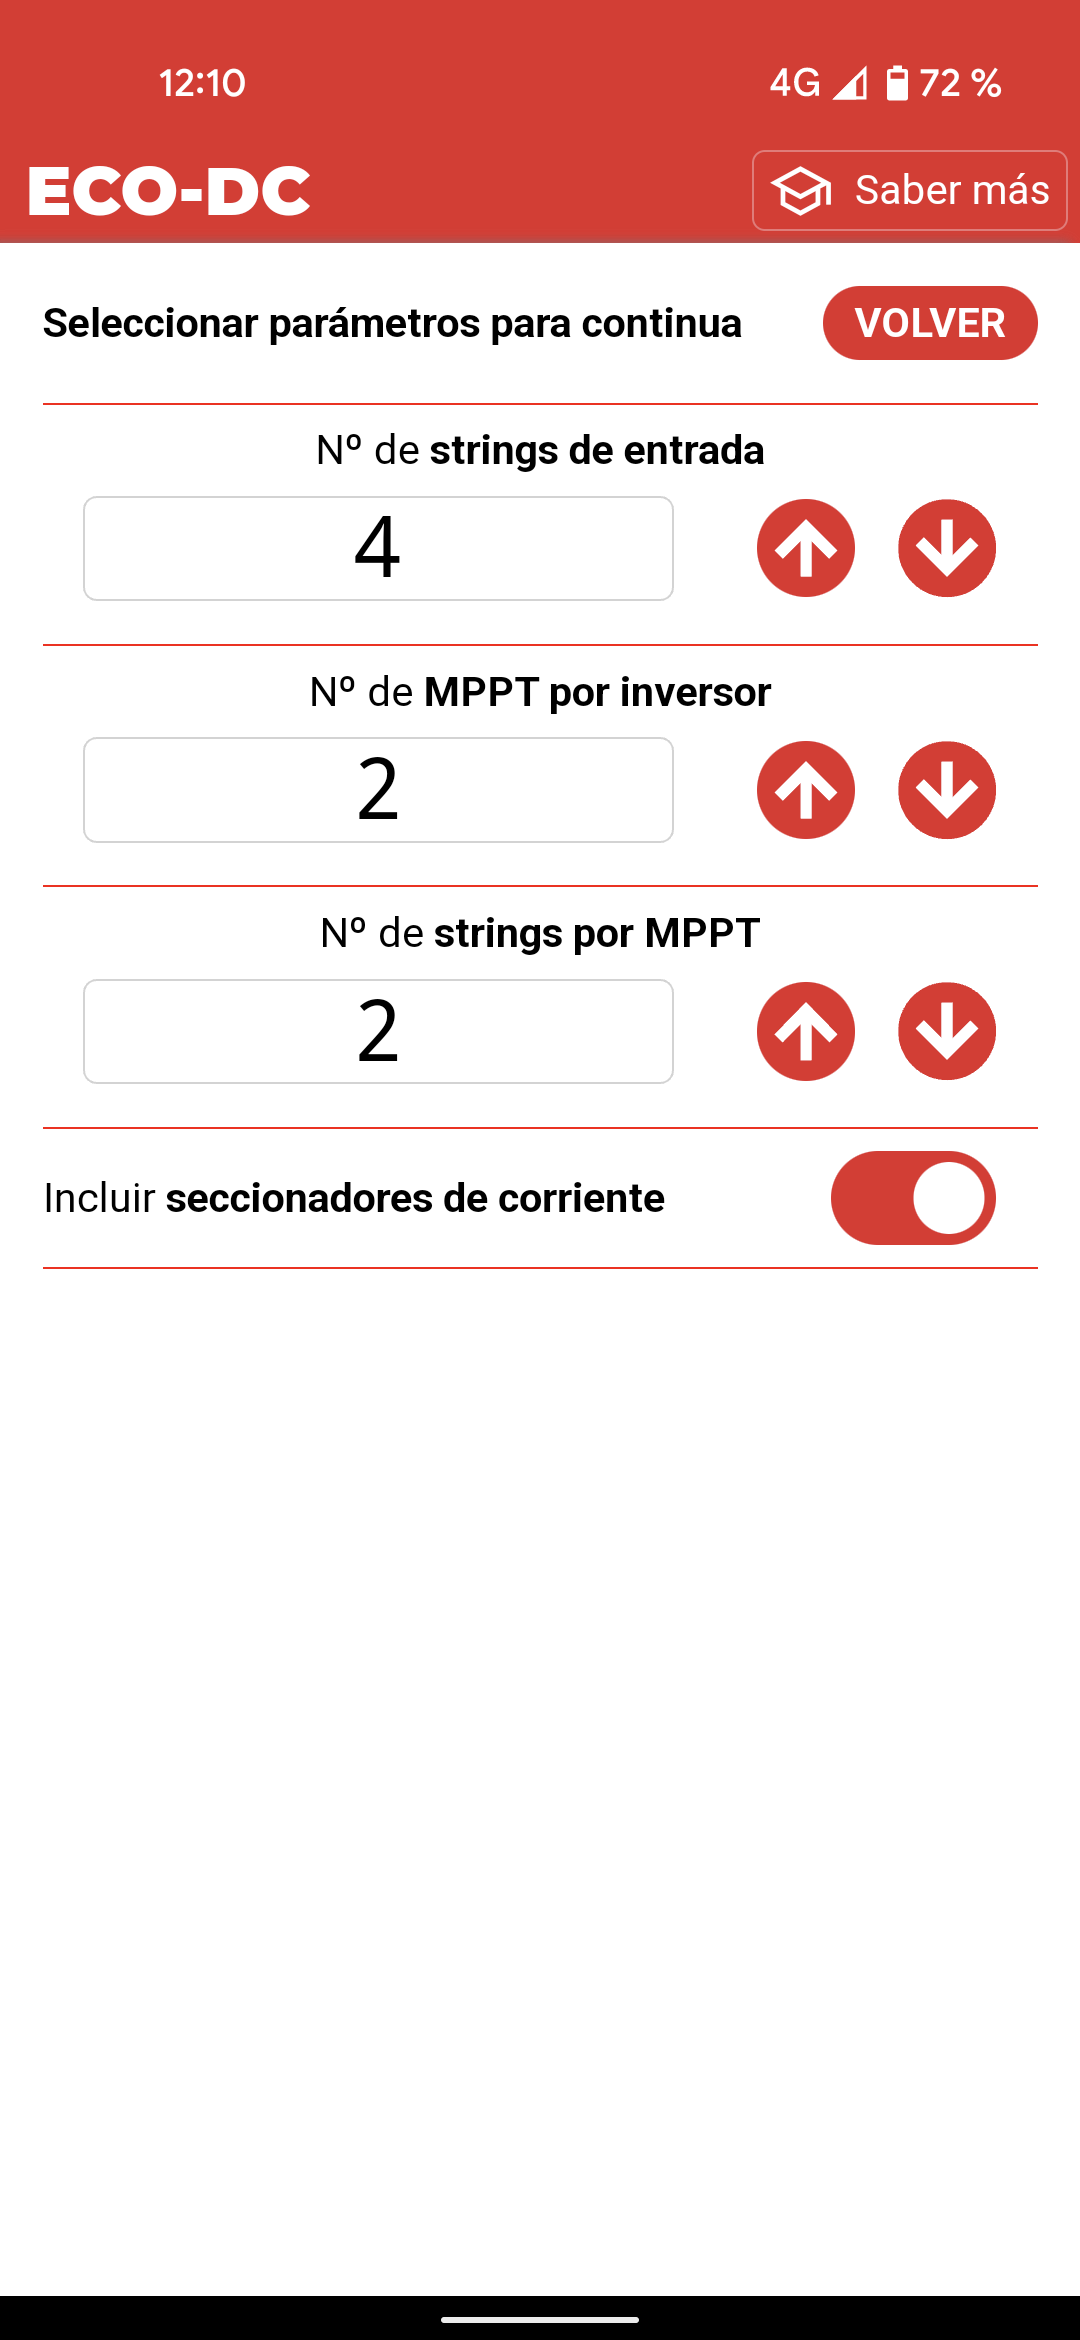 12:10
4G 72 %
ECO-DC
Saber más
Seleccionar parámetros para continua
VOLVER
Nº de strings de entrada
4
Nº de MPPT por inversor
2
Nº de strings por MPPT
2
Incluir seccionadores de corriente